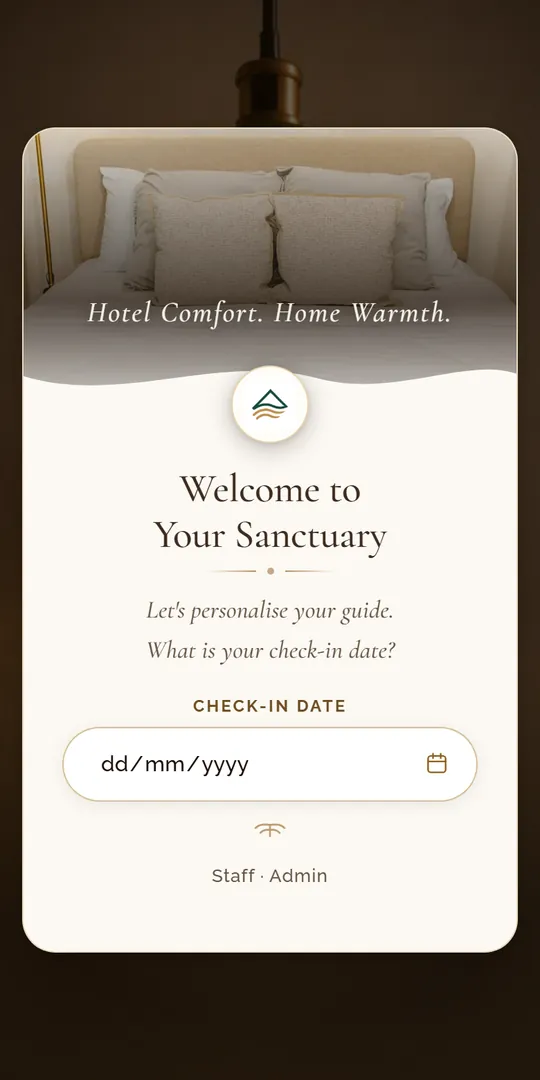 Hotel Comfort. Home Warmth.
Welcome to
Your Sanctuary
Let's personalise your guide.
What is your check-in date?
CHECK-IN DATE
dd/mm/yyyy
Staff · Admin